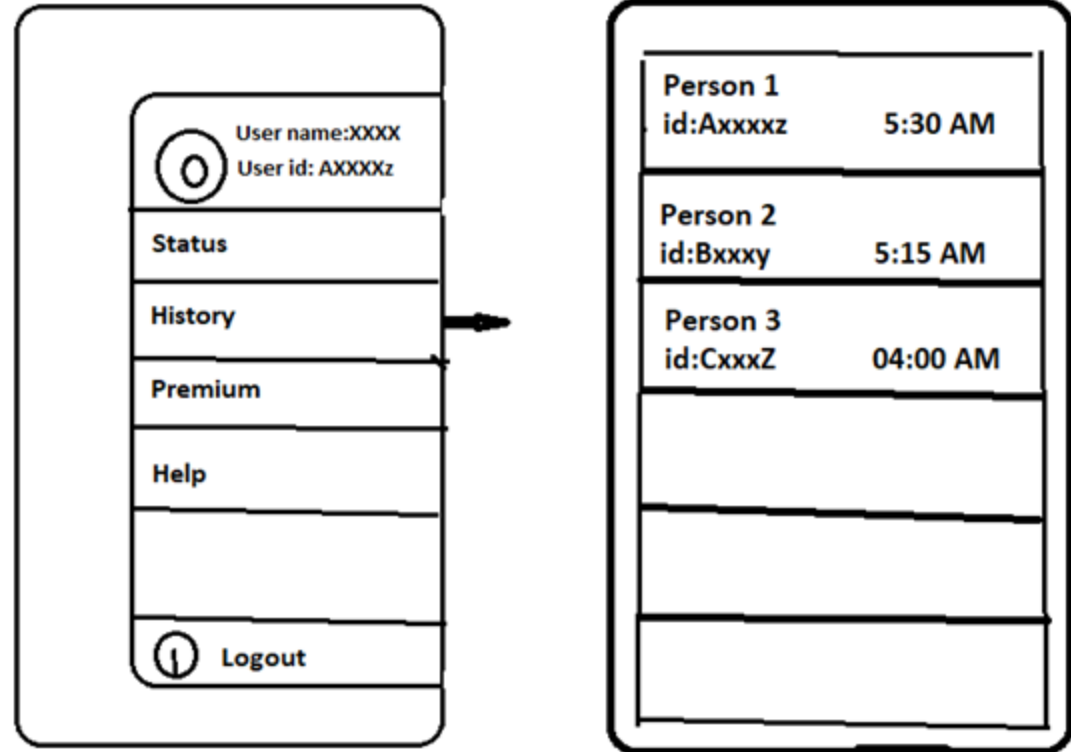 User name:XXXX
User id: AXXXXz
Status
History
Premium
Help
Logout
Person 1
id:Axxxxz 5:30 AM
Person 2
id:Bxxxy 5:15 AM
Person 3
id:CxxxZ 04:00 AM